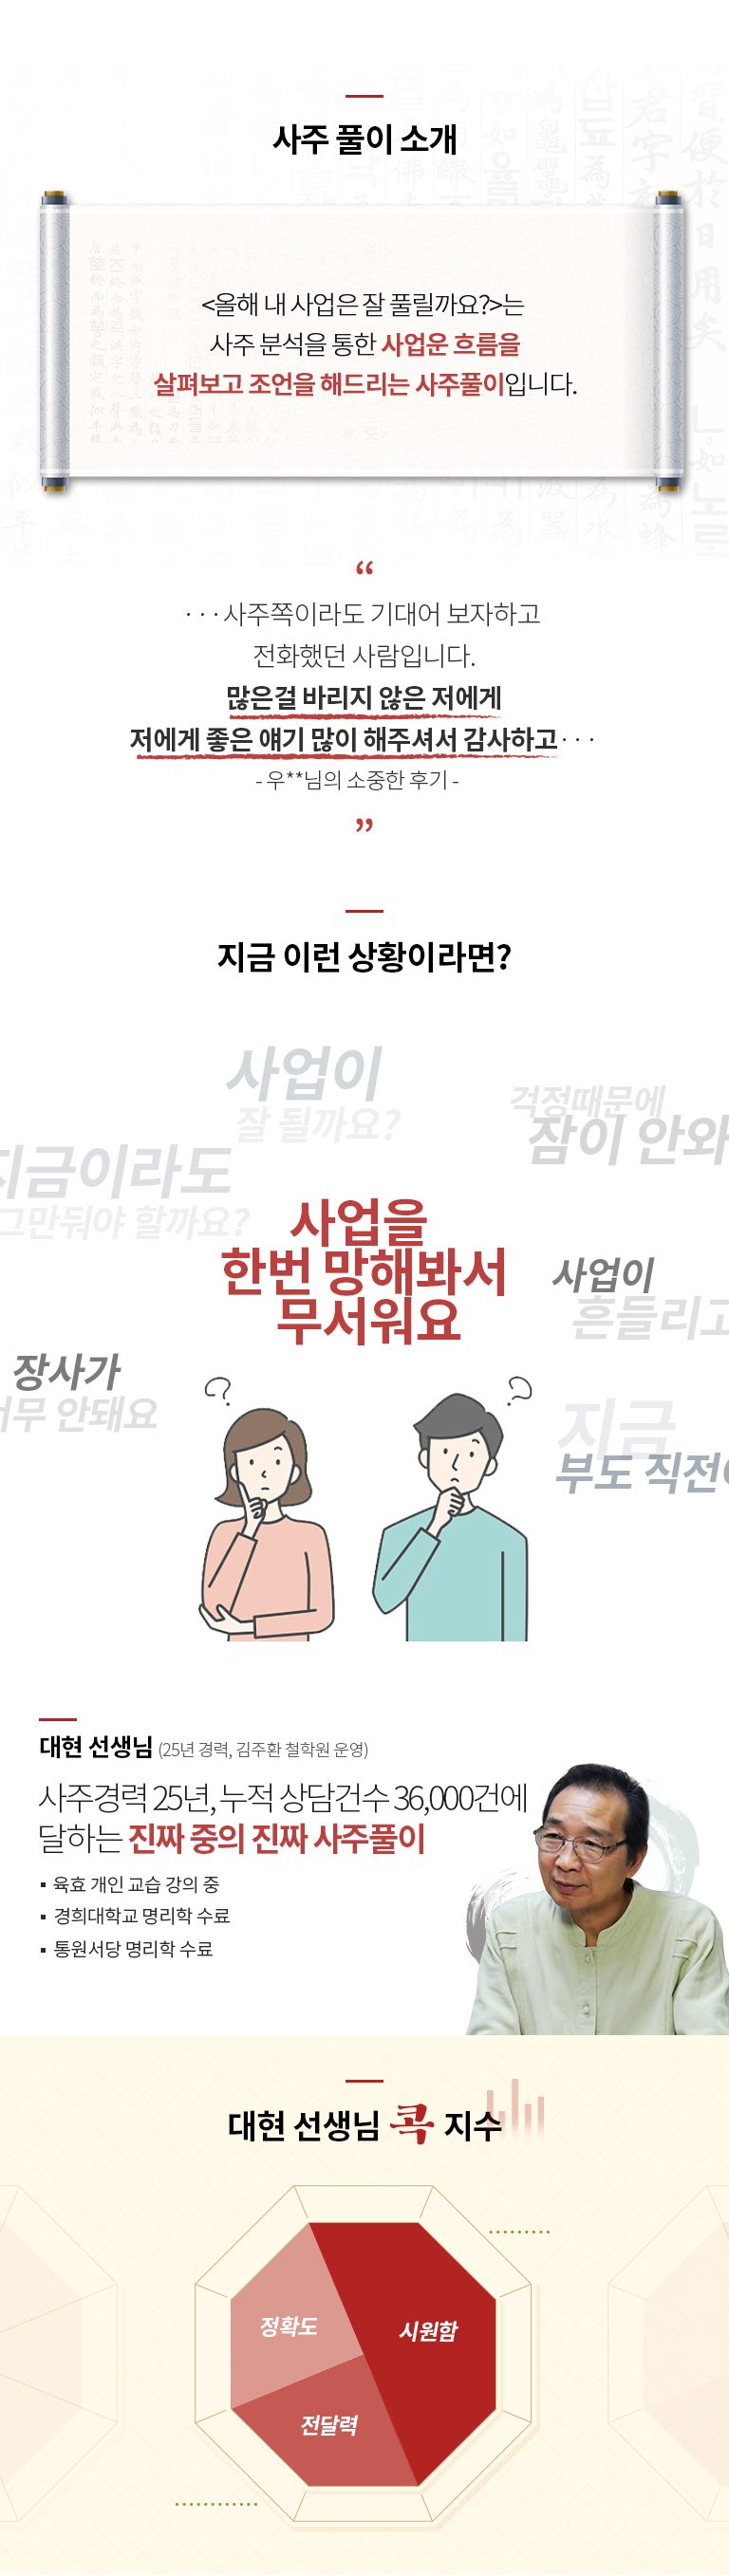 사주 풀이 소개
<올해 내 사업은 잘 풀릴까요?>는
사주 분석을 통한 사업운 흐름을
살펴보고 조언을 해드리는 사주풀이입니다.
“
···사주쪽이라도 기대어 보자하고
전화했던 사람입니다.
많은걸 바리지 않은 저에게
저에게 좋은 얘기 많이 해주셔서 감사하고···
- 우**님의 소중한 후기 -
”
지금 이런 상황이라면?
사업이
잘 될까요?
걱정때문에
잠이 안와
지금이라도
그만둬야 할까요?
사업을
한번 망해봐서
무서워요
사업이
흔들리고
장사가
너무 안돼요
지금
부도 직전
대현 선생님 (25년 경력, 김주환 철학원 운영)
사주경력 25년, 누적 상담건수 36,000건에
달하는 진짜 중의 진짜 사주풀이
▪ 육효 개인 교습 강의 중
▪ 경희대학교 명리학 수료
▪ 통원서당 명리학 수료
대현 선생님 콕 지수
정확도
시원함
전달력